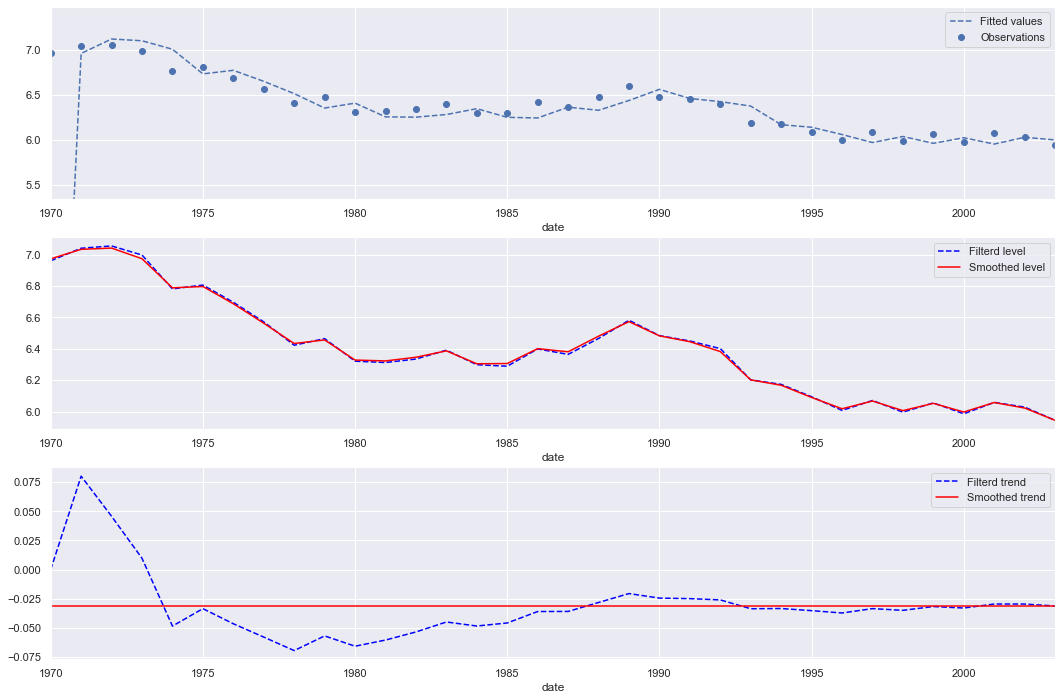 Fitted values
Observations
7.0
6.5
6.0
5.5
1970 1975 1980 1985 1990 1995 2000
date
Filterd level
Smoothed level
7.0
6.8
6.6
6.4
6.2
6.0
1970 1975 1980 1985 1990 1995 2000
date
Filterd trend
Smoothed trend
0.075
0.050
0.025
0.000
−0.025
−0.050
−0.075
1970 1975 1980 1985 1990 1995 2000
date